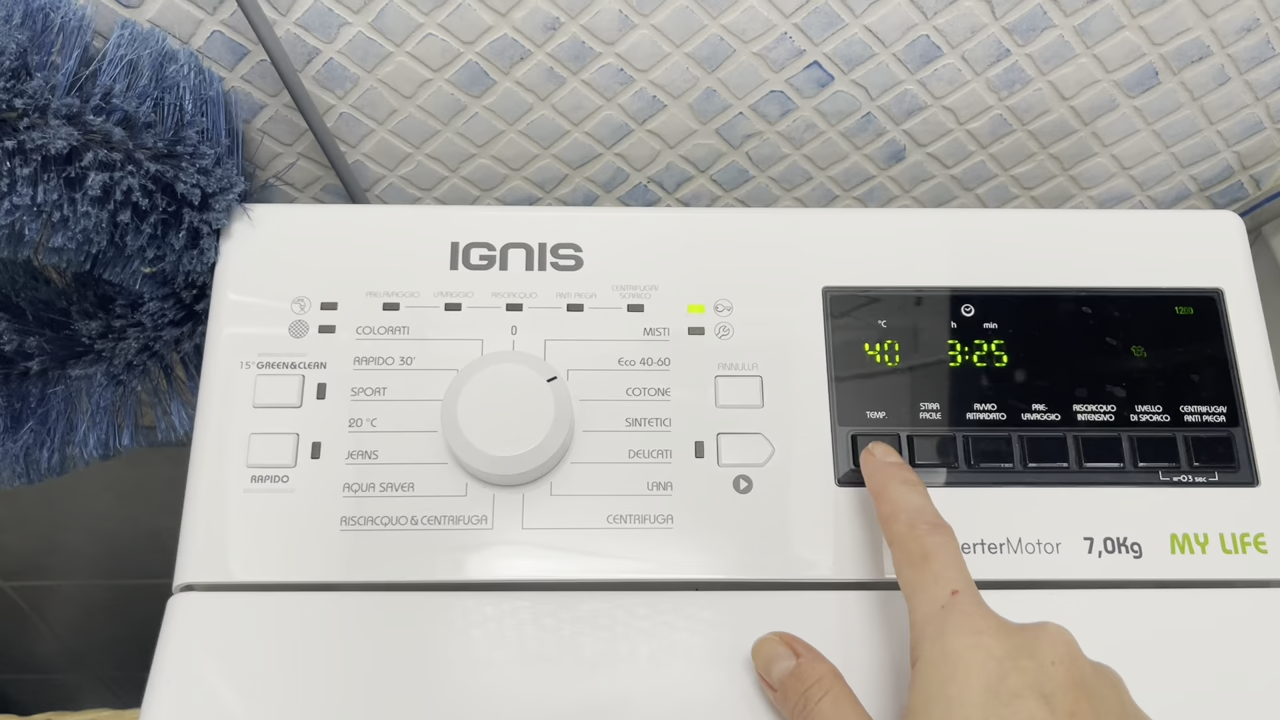 IGNIS
PRELAVAGGIO LAVAGGIO RISCIACQUO ANTI PIEGA CENTRIFUGA/
SCARICO
COLORATI 0 MISTI
15°GREEN&CLEAN RAPIDO 30' Eco 40-60 ANNULLA
SPORT COTONE
20 °C SINTETICI
JEANS DELICATI
RAPIDO AQUA SAVER LANA
RISCIACQUO & CENTRIFUGA CENTRIFUGA
1200
°C h min
40 3:25
TEMP. STIRA
FACILE AVVIO
RITARDATO PRE-
LAVAGGIO RISCIACQUO
INTENSIVO LIVELLO
DI SPORCO CENTRIFUGA/
ANTI PIEGA
3 sec
erterMotor 7,0Kg MY LIFE